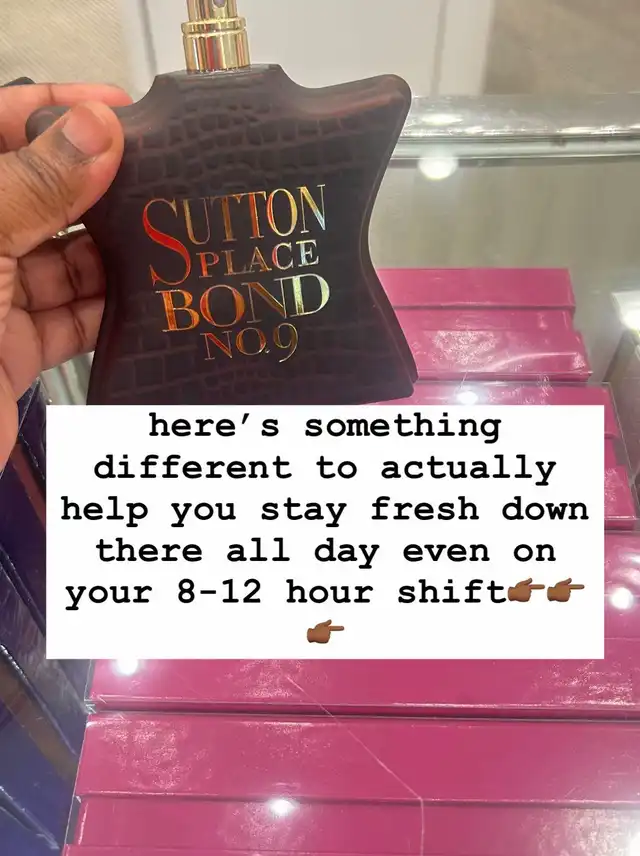 SUTTON
PLACE
BOND
NO.9
here's something
different to actually
help you stay fresh down
there all day even on
your 8-12 hour shift👉🏾👉🏾
👉🏾